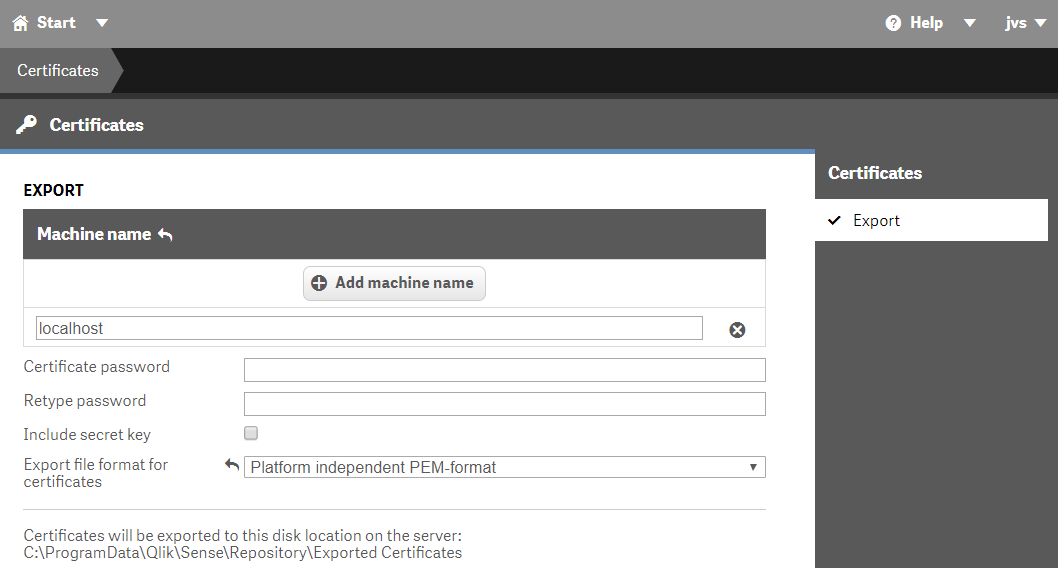 Start
Help
jvs
Certificates
Certificates
Certificates
Export
EXPORT
Machine name
Add machine name
localhost
Certificate password
Retype password
Include secret key
Export file format for
certificates
Platform independent PEM-format
Certificates will be exported to this disk location on the server:
C:\ProgramData\Qlik\Sense\Repository\Exported Certificates